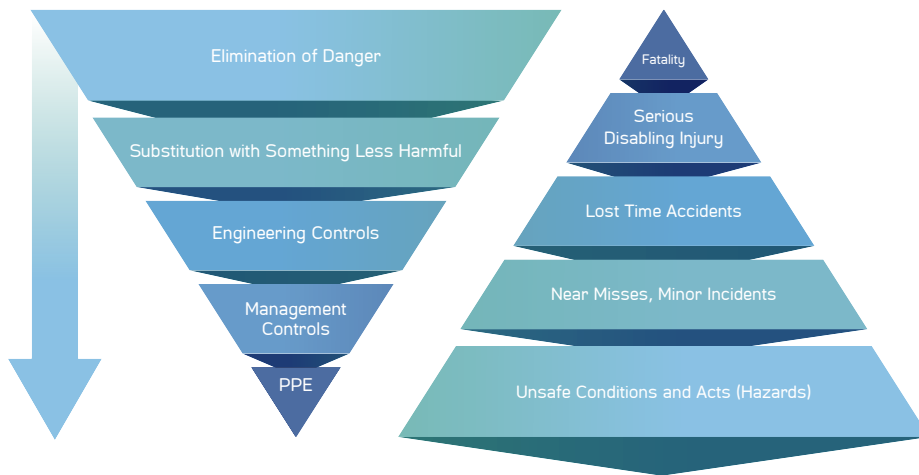 Elimination of Danger
Substitution with Something Less Harmful
Engineering Controls
Management
Controls
PPE
Fatality
Serious
Disabling Injury
Lost Time Accidents
Near Misses, Minor Incidents
Unsafe Conditions and Acts (Hazards)